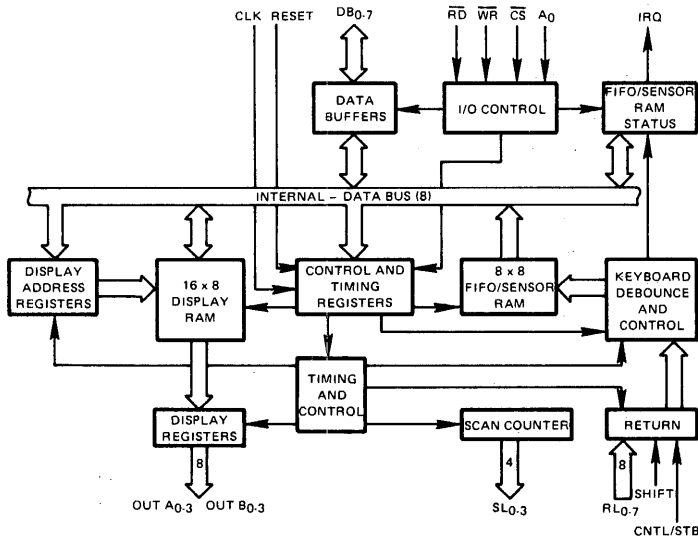 CLK RESET
DB0-7
RD WR CS A0
IRQ
DATA
BUFFERS
I/O CONTROL
FIFO/SENSOR
RAM
STATUS
INTERNAL – DATA BUS (8)
DISPLAY
ADDRESS
REGISTERS
16 x 8
DISPLAY
RAM
CONTROL AND
TIMING
REGISTERS
8 x 8
FIFO/SENSOR
RAM
KEYBOARD
DEBOUNCE
AND
CONTROL
TIMING
AND
CONTROL
DISPLAY
REGISTERS
SCAN COUNTER
RETURN
8
4
8
OUT A0-3 OUT B0-3
SL0-3
RL0-7
SHIFT
CNTL/STB